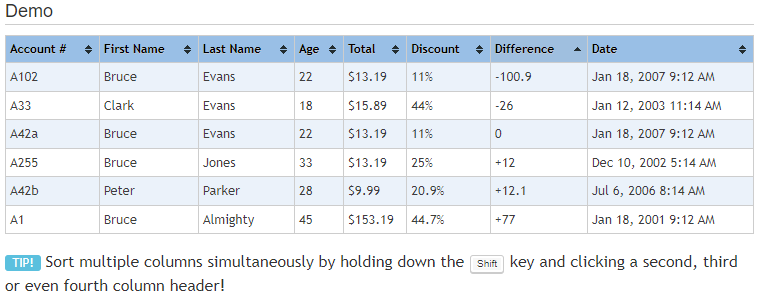 Demo
Account # First Name Last Name Age Total Discount Difference Date
A102 Bruce Evans 22 $13.19 11% -100.9 Jan 18, 2007 9:12 AM
A33 Clark Evans 18 $15.89 44% -26 Jan 12, 2003 11:14 AM
A42a Bruce Evans 22 $13.19 11% 0 Jan 18, 2007 9:12 AM
A255 Bruce Jones 33 $13.19 25% +12 Dec 10, 2002 5:14 AM
A42b Peter Parker 28 $9.99 20.9% +12.1 Jul 6, 2006 8:14 AM
A1 Bruce Almighty 45 $153.19 44.7% +77 Jan 18, 2001 9:12 AM
TIP! Sort multiple columns simultaneously by holding down the Shift key and clicking a second, third
or even fourth column header!